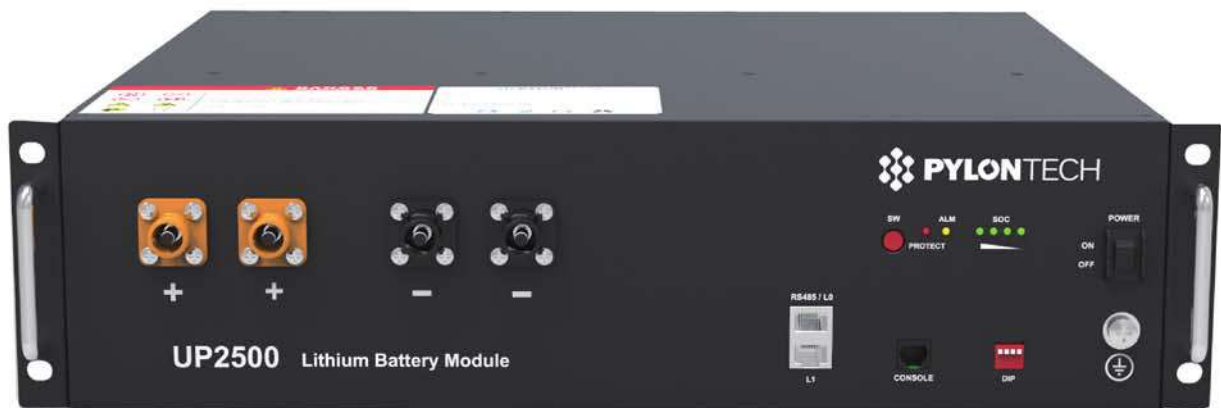 PYLONTECH
SW
ALM
SOC
POWER
PROTECT
ON
OFF
+ + − −
RS485 / L0
UP2500 Lithium Battery Module
L1
CONSOLE
DIP